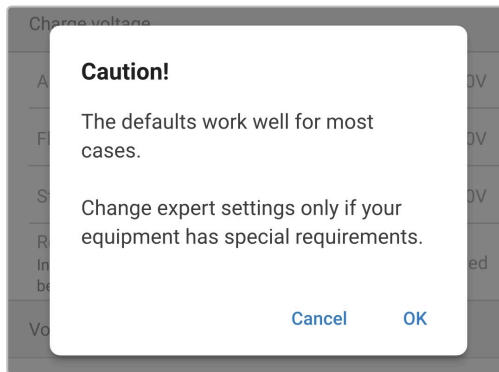 Charge voltage
Caution!
The defaults work well for most
cases.
Change expert settings only if your
equipment has special requirements.
Cancel
OK